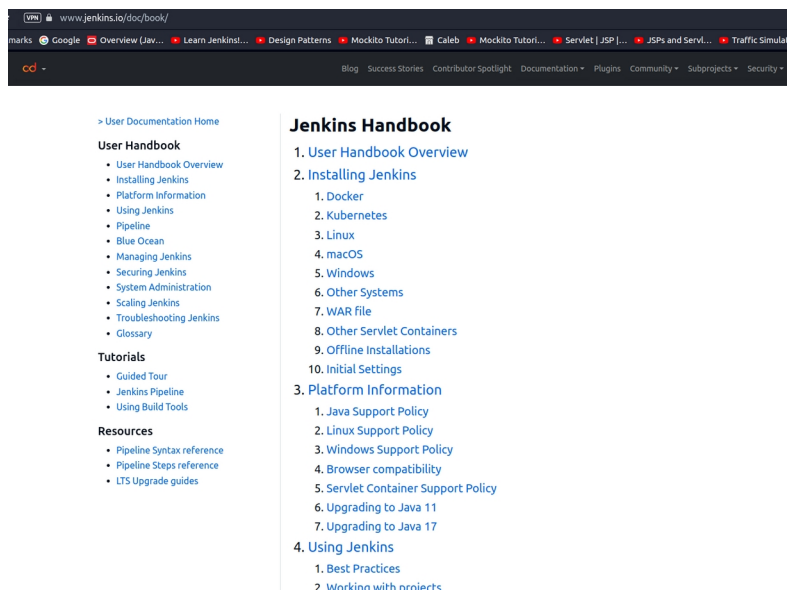 VPN www.jenkins.io/doc/book/
marks Google Overview (Jav... Learn Jenkins!... Design Patterns Mockito Tutori... Caleb Mockito Tutori... Servlet | JSP |... JSPs and Servl... Traffic Simulat
cd Blog Success Stories Contributor Spotlight Documentation Plugins Community Subprojects Security
> User Documentation Home
User Handbook
• User Handbook Overview
• Installing Jenkins
• Platform Information
• Using Jenkins
• Pipeline
• Blue Ocean
• Managing Jenkins
• Securing Jenkins
• System Administration
• Scaling Jenkins
• Troubleshooting Jenkins
• Glossary
Tutorials
• Guided Tour
• Jenkins Pipeline
• Using Build Tools
Resources
• Pipeline Syntax reference
• Pipeline Steps reference
• LTS Upgrade guides
Jenkins Handbook
1. User Handbook Overview
2. Installing Jenkins
1. Docker
2. Kubernetes
3. Linux
4. macOS
5. Windows
6. Other Systems
7. WAR file
8. Other Servlet Containers
9. Offline Installations
10. Initial Settings
3. Platform Information
1. Java Support Policy
2. Linux Support Policy
3. Windows Support Policy
4. Browser compatibility
5. Servlet Container Support Policy
6. Upgrading to Java 11
7. Upgrading to Java 17
4. Using Jenkins
1. Best Practices
2. Working with projects